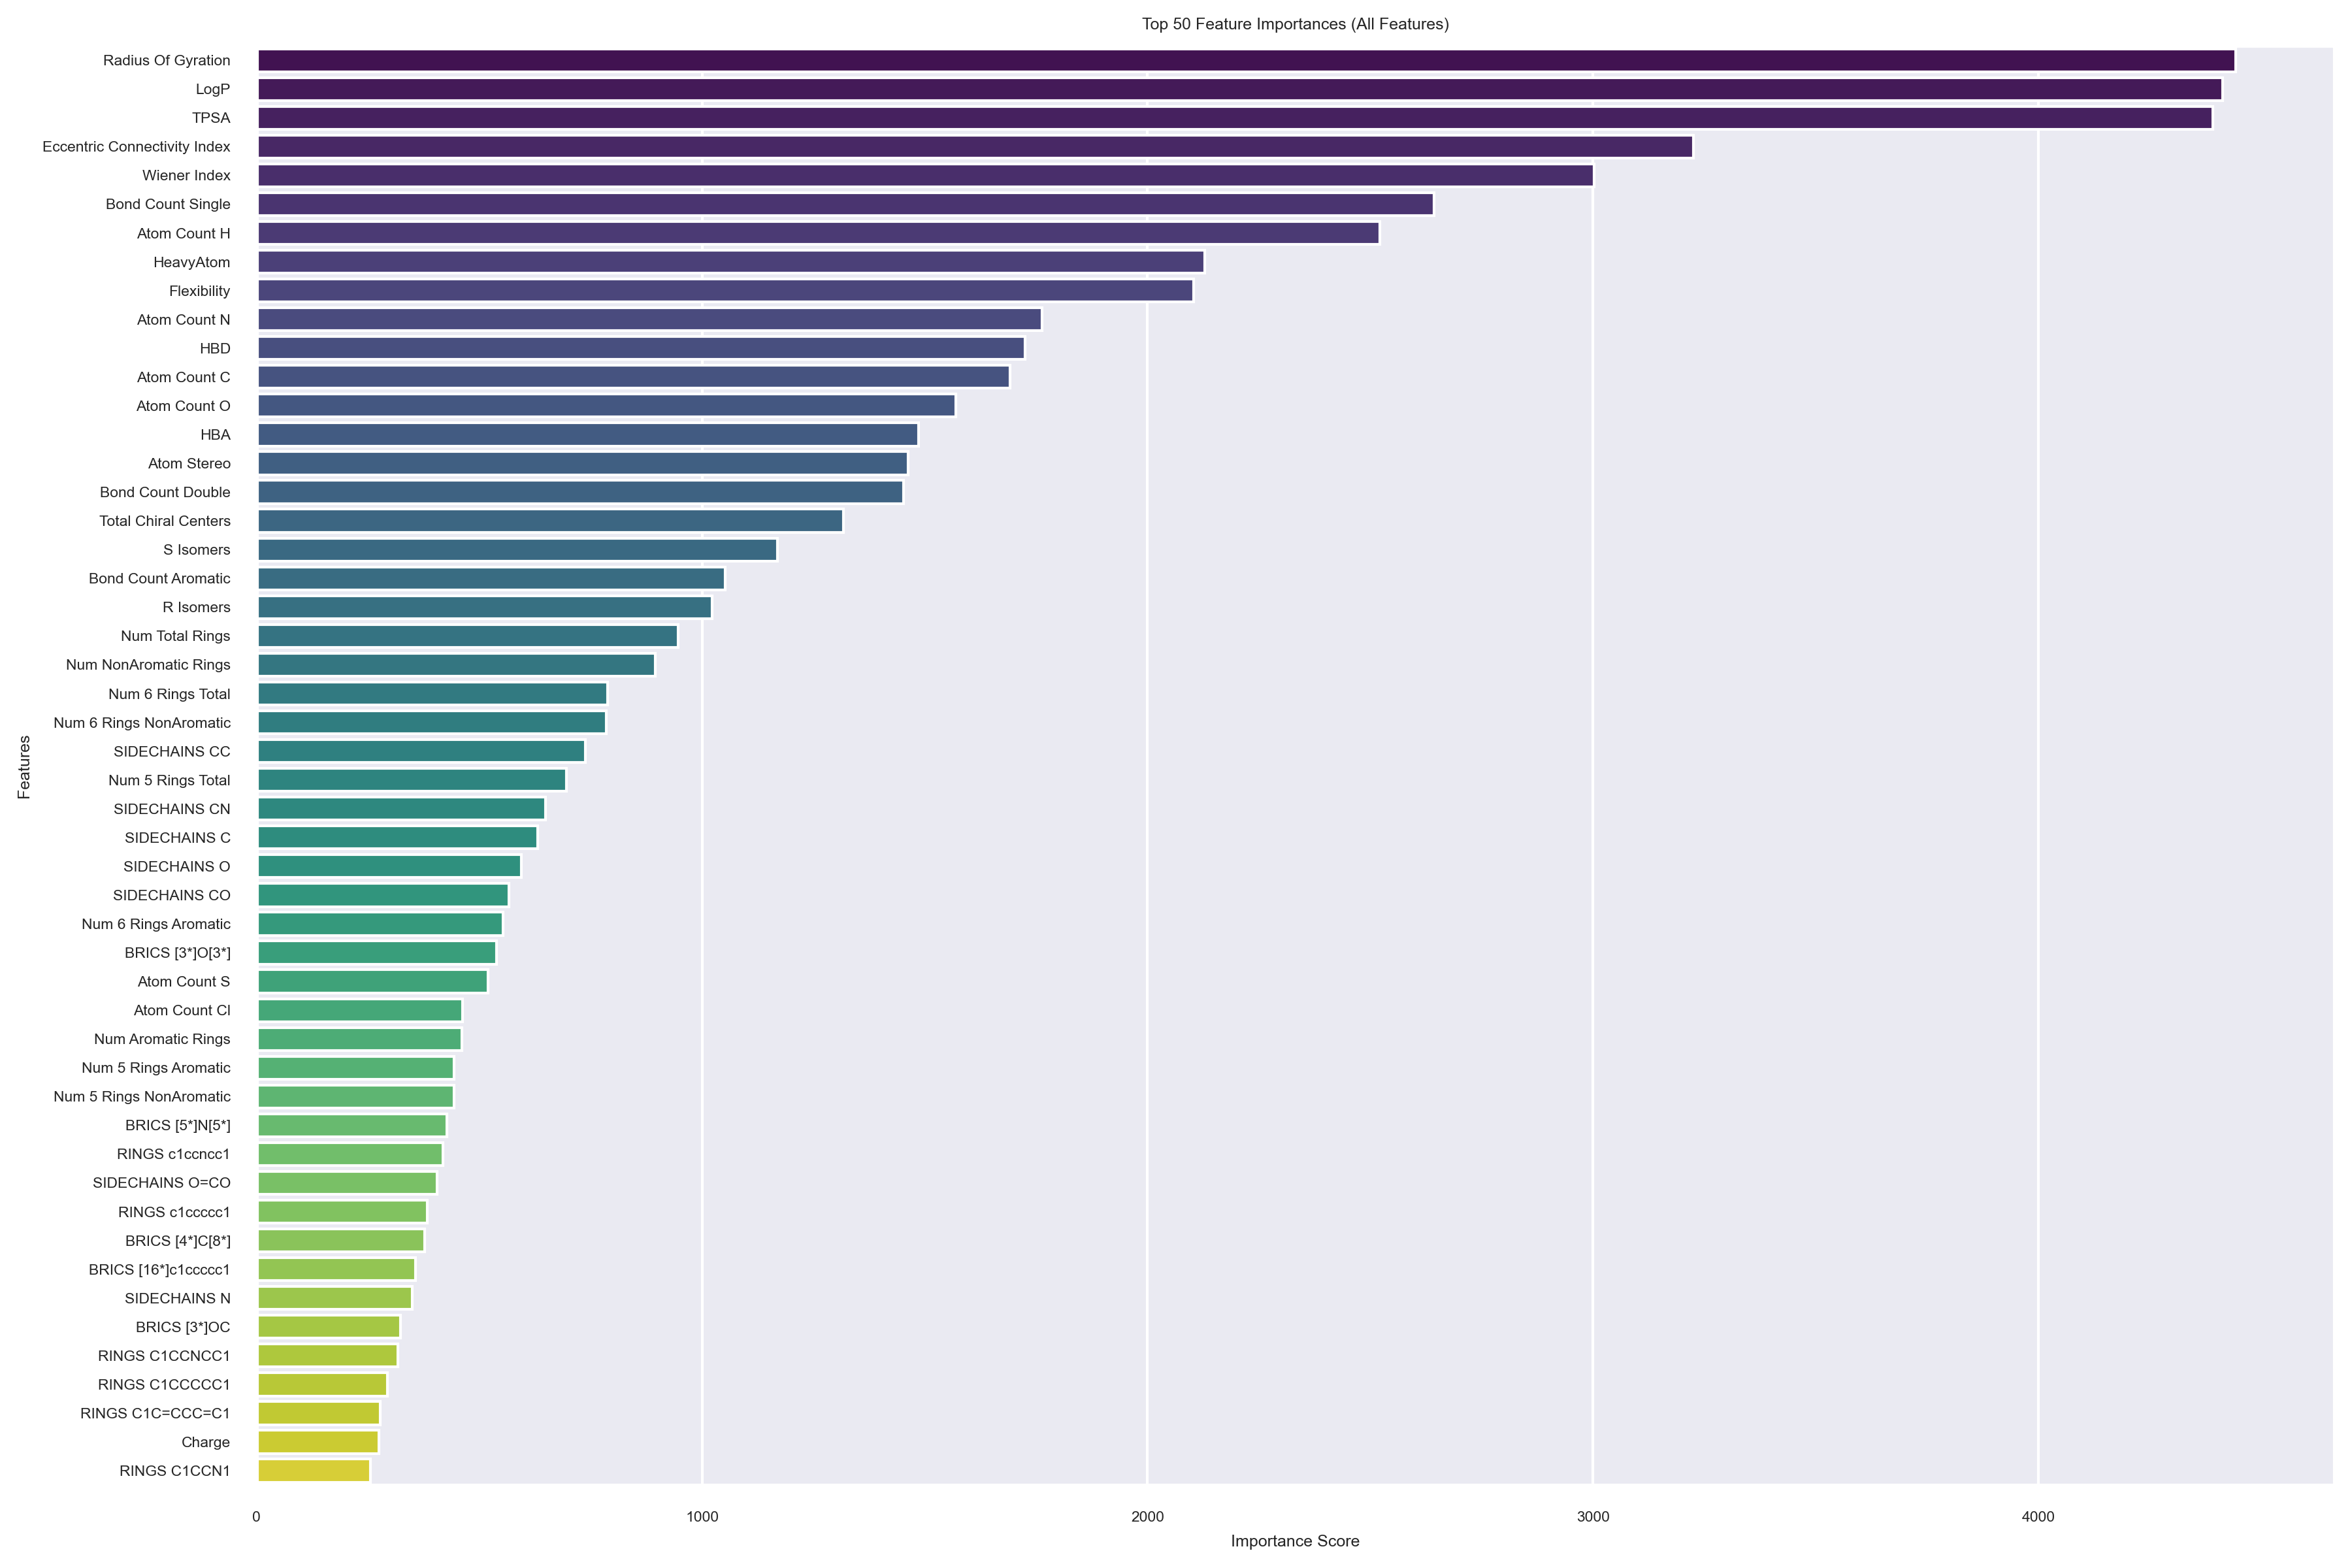 Top 50 Feature Importances (All Features)
Radius Of Gyration
LogP
TPSA
Eccentric Connectivity Index
Wiener Index
Bond Count Single
Atom Count H
HeavyAtom
Flexibility
Atom Count N
HBD
Atom Count C
Atom Count O
HBA
Atom Stereo
Bond Count Double
Total Chiral Centers
S Isomers
Bond Count Aromatic
R Isomers
Num Total Rings
Num NonAromatic Rings
Num 6 Rings Total
Num 6 Rings NonAromatic
SIDECHAINS CC
Num 5 Rings Total
SIDECHAINS CN
SIDECHAINS C
SIDECHAINS O
SIDECHAINS CO
Num 6 Rings Aromatic
BRICS [3*]O[3*]
Atom Count S
Atom Count Cl
Num Aromatic Rings
Num 5 Rings Aromatic
Num 5 Rings NonAromatic
BRICS [5*]N[5*]
RINGS c1ccncc1
SIDECHAINS O=CO
RINGS c1ccccc1
BRICS [4*]C[8*]
BRICS [16*]c1ccccc1
SIDECHAINS N
BRICS [3*]OC
RINGS C1CCNCC1
RINGS C1CCCCC1
RINGS C1C=CCC=C1
Charge
RINGS C1CCN1
Features
0 1000 2000 3000 4000
Importance Score